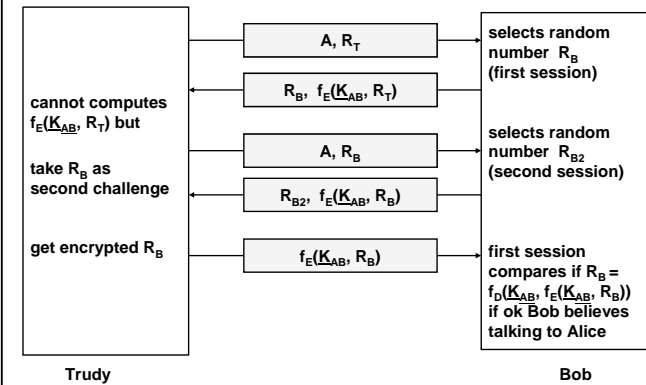 A, R_T
selects random
number R_B
(first session)
R_B, f_E(K_AB, R_T)
cannot computes
f_E(K_AB, R_T) but
A, R_B
Selects random
number R_B2
(second session)
take R_B as
second challenge
R_B2, f_E(K_AB, R_B)
get encrypted R_B
f_E(K_AB, R_B)
first session
compares if R_B =
f_D(K_AB, f_E(K_AB, R_B))
if ok Bob believes
talking to Alice
Trudy
Bob